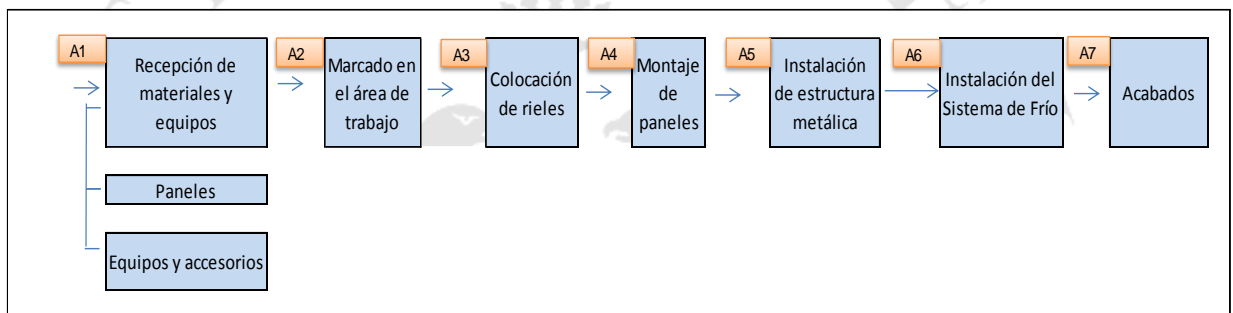 A1
Recepción de
materiales y
equipos
A2
Marcado en
el área de
trabajo
A3
Colocación
de rieles
A4
Montaje
de
paneles
A5
Instalación
de estructura
metálica
A6
Instalación del
Sistema de Frío
A7
Acabados
Paneles
Equipos y accesorios